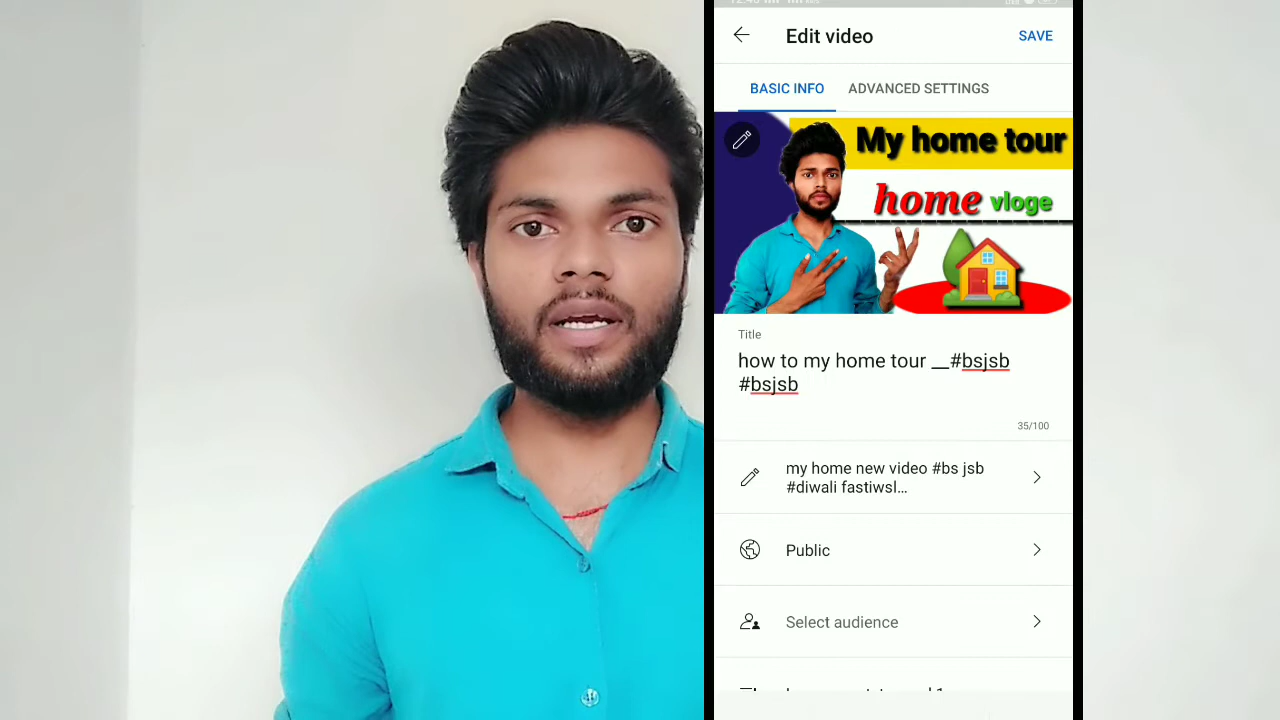 Edit video
SAVE
BASIC INFO
ADVANCED SETTINGS
My home tour
home vloge
Title
how to my home tour __#bsjsb
#bsjsb
35/100
my home new video #bs jsb
#diwali fastiwsl...
Public
Select audience